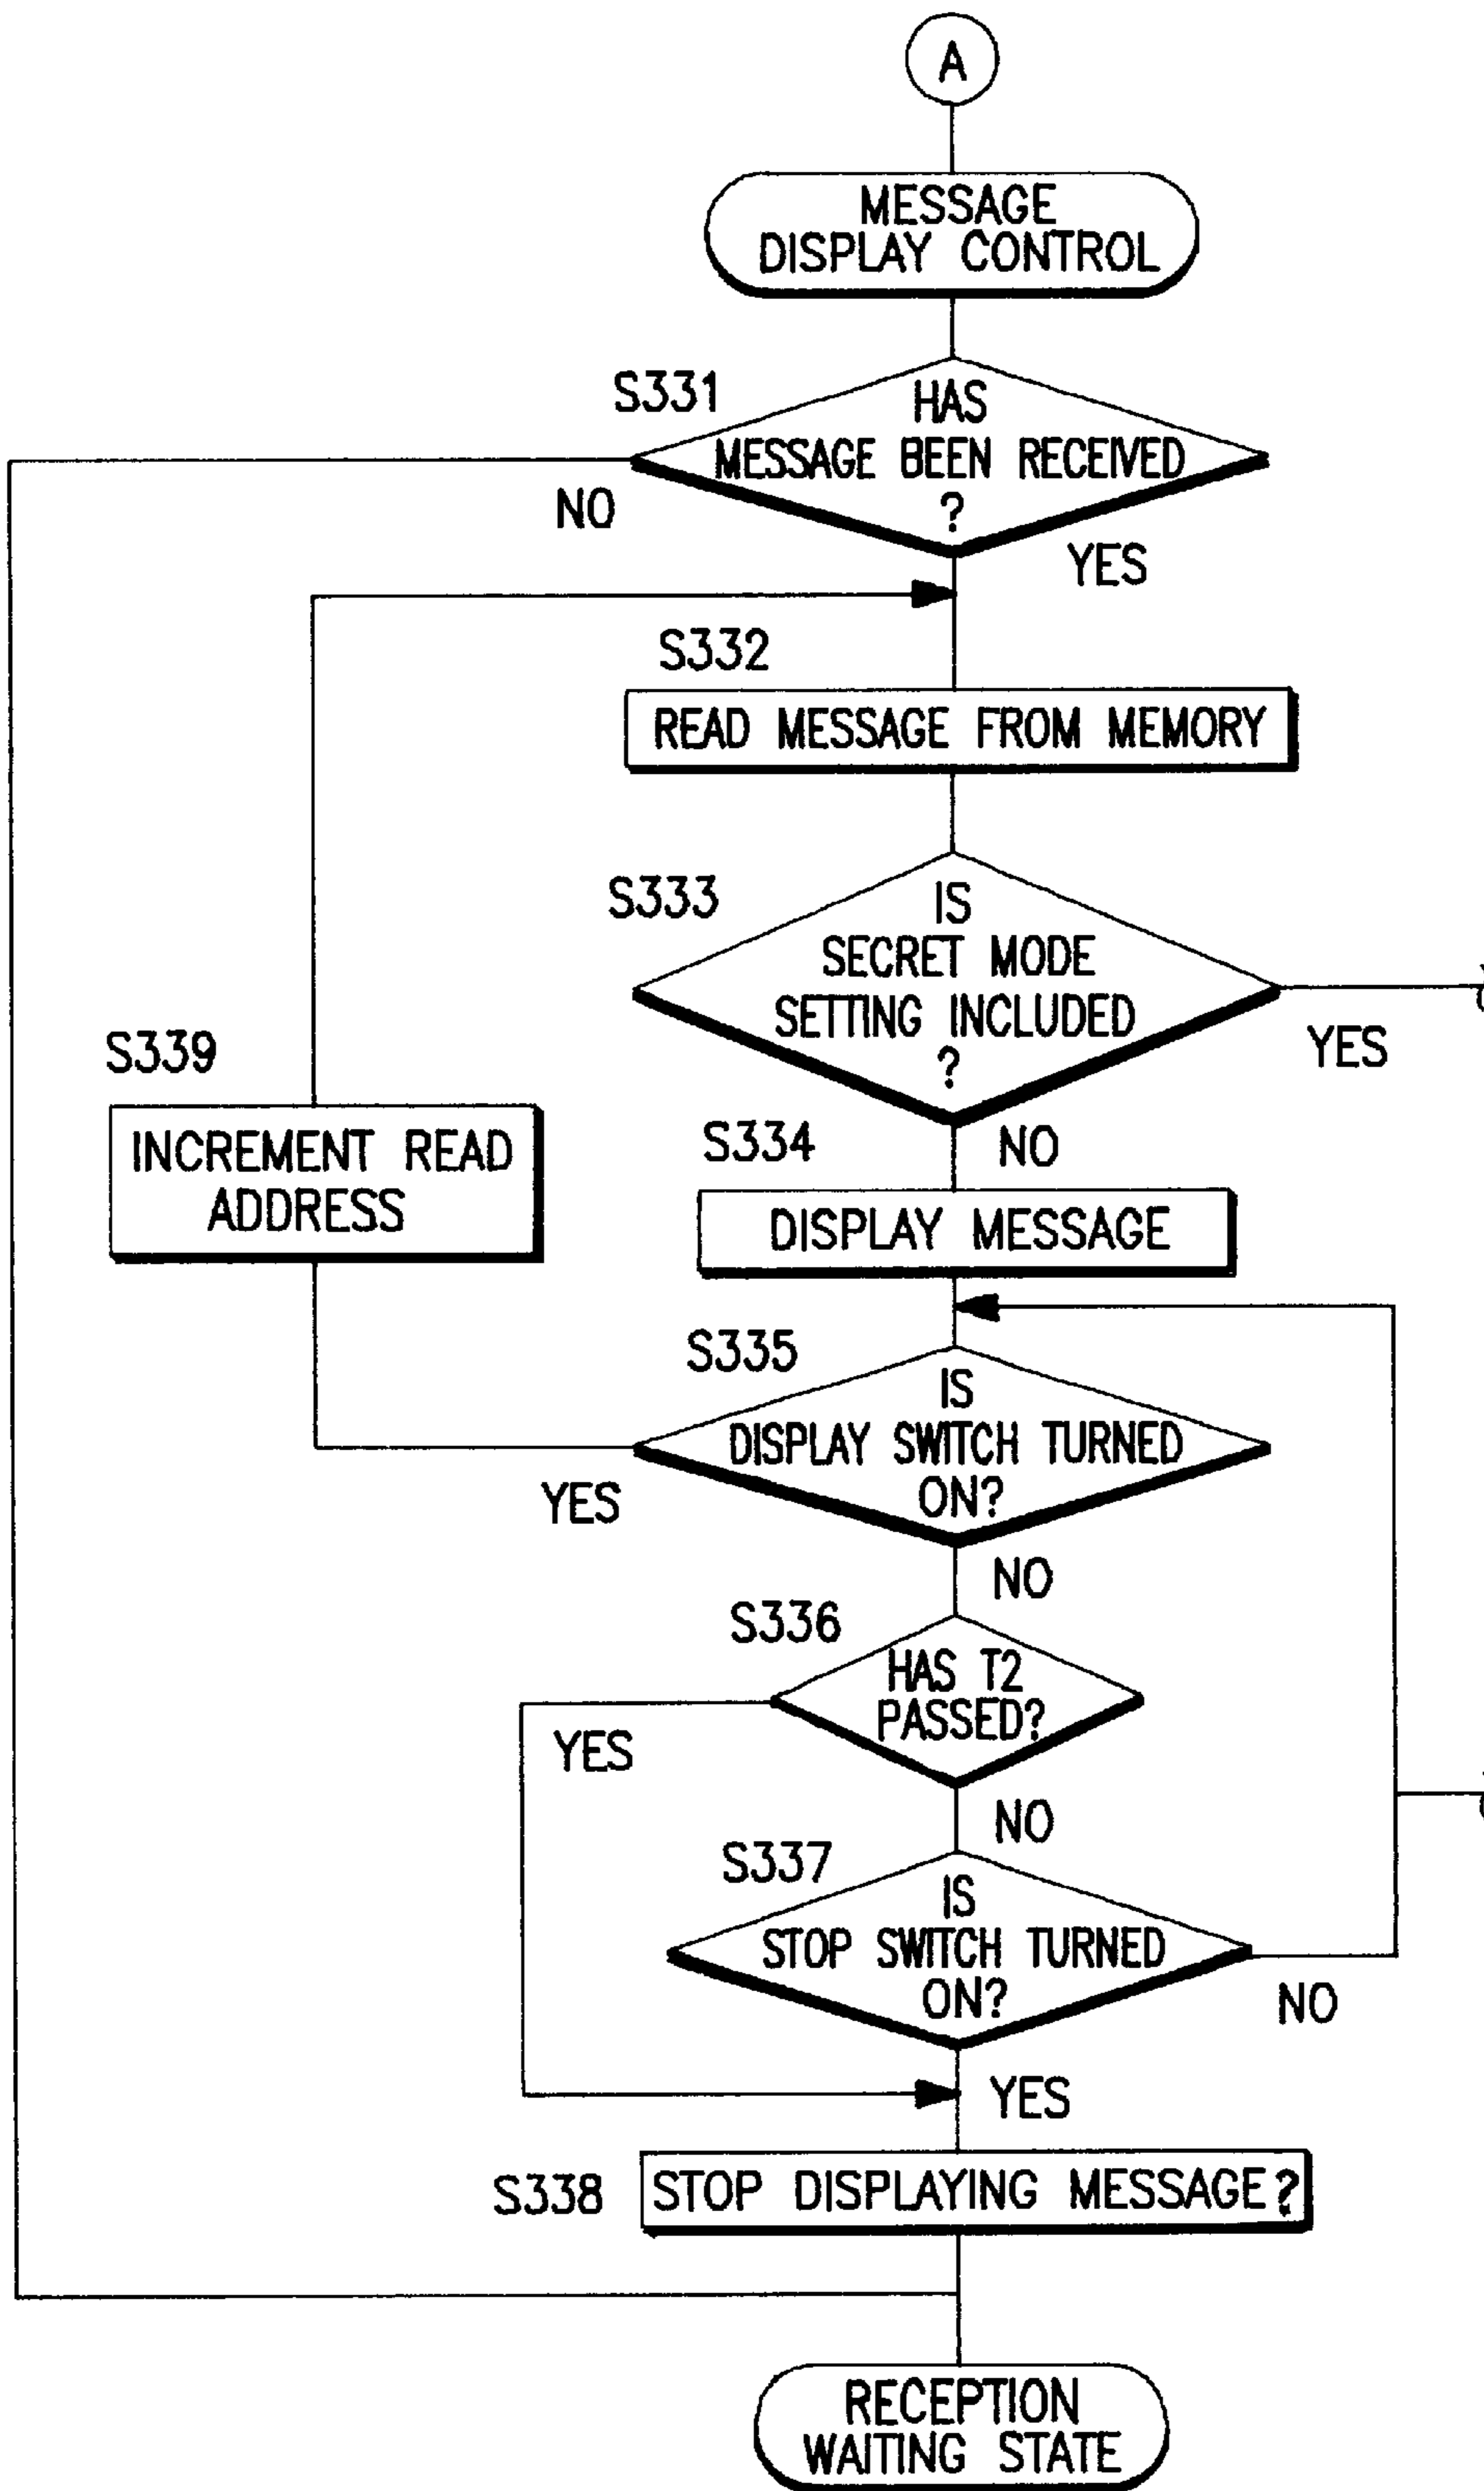 A
MESSAGE
DISPLAY CONTROL
S331
HAS
MESSAGE BEEN RECEIVED
?
NO
YES
S332
READ MESSAGE FROM MEMORY
S333
IS
SECRET MODE
SETTING INCLUDED
?
YES
NO
S339
INCREMENT READ
ADDRESS
S334
DISPLAY MESSAGE
S335
IS
DISPLAY SWITCH TURNED
ON?
YES
NO
S336
HAS T2
PASSED?
YES
NO
S337
IS
STOP SWITCH TURNED
ON?
NO
YES
S338
STOP DISPLAYING MESSAGE?
RECEPTION
WAITING STATE